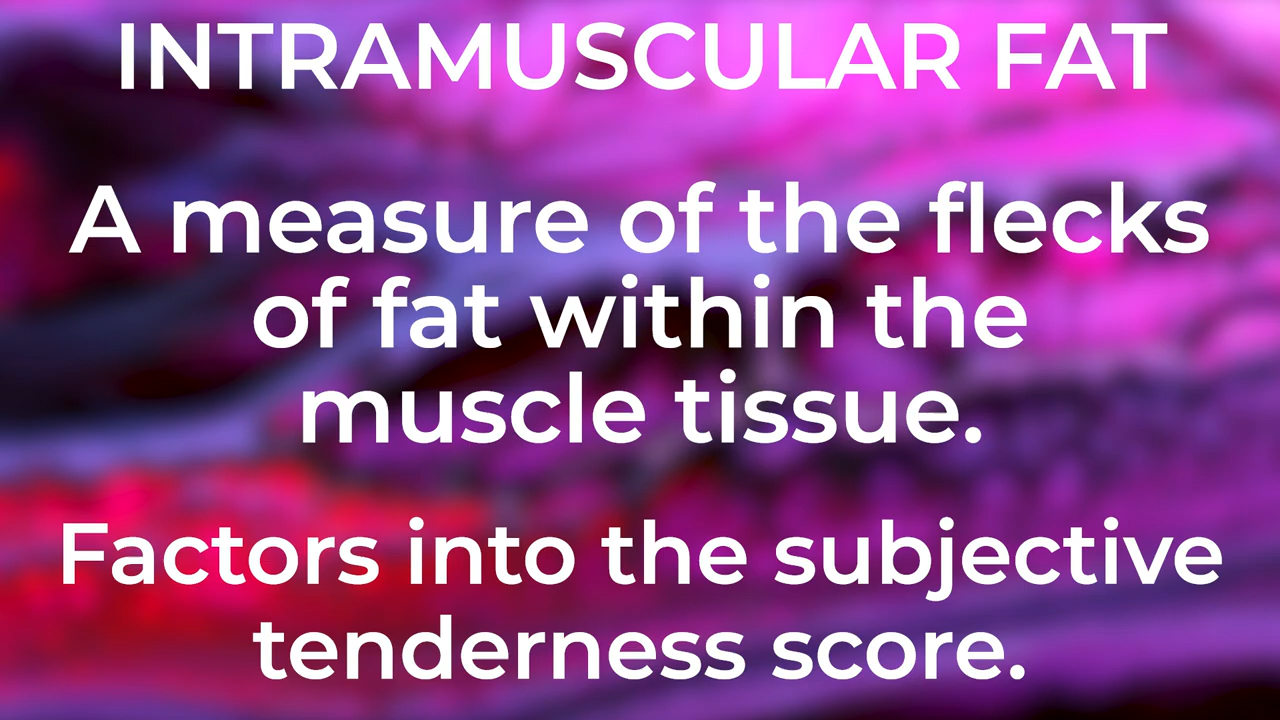 INTRAMUSCULAR FAT
A measure of the flecks
of fat within the
muscle tissue.
Factors into the subjective
tenderness score.